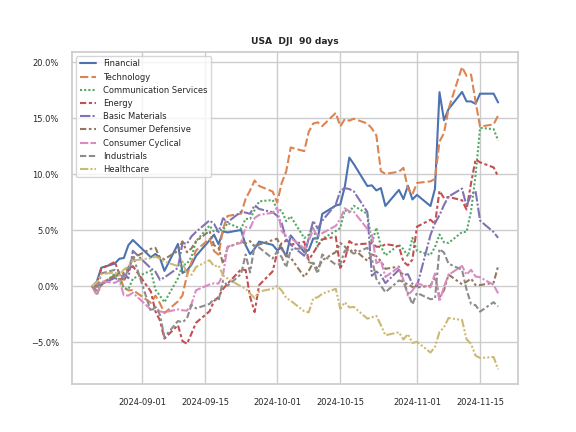 USA DJI 90 days
20.0%
15.0%
10.0%
5.0%
0.0%
−5.0%
Financial
Technology
Communication Services
Energy
Basic Materials
Consumer Defensive
Consumer Cyclical
Industrials
Healthcare
2024-09-01
2024-09-15
2024-10-01
2024-10-15
2024-11-01
2024-11-15